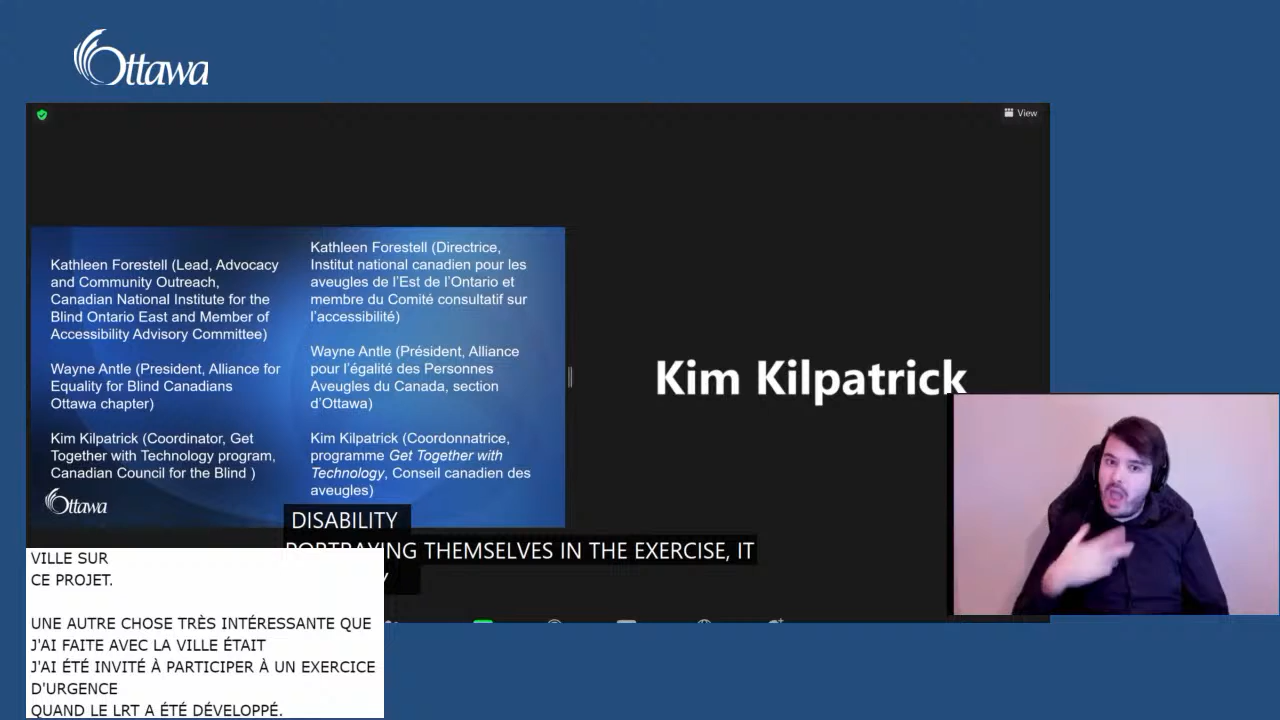 Ottawa
View
Kathleen Forestell (Lead, Advocacy
and Community Outreach,
Canadian National Institute for the
Blind Ontario East and Member of
Accessibility Advisory Committee)
Wayne Antle (President, Alliance for
Equality for Blind Canadians
Ottawa chapter)
Kim Kilpatrick (Coordinator, Get
Together with Technology program,
Canadian Council for the Blind )
Ottawa
Kathleen Forestell (Directrice,
Institut national canadien pour les
aveugles de l'Est de l'Ontario et
membre du Comité consultatif sur
l'accessibilité)
Wayne Antle (Président, Alliance
pour l'égalité des Personnes
Aveugles du Canada, section
d'Ottawa)
Kim Kilpatrick (Coordonnatrice,
programme Get Together with
Technology, Conseil canadien des
aveugles)
Kim Kilpatrick
DISABILITY
PORTRAYING THEMSELVES IN THE EXERCISE, IT
VILLE SUR
CE PROJET.
UNE AUTRE CHOSE TRÈS INTÉRESSANTE QUE
J'AI FAITE AVEC LA VILLE ÉTAIT
J'AI ÉTÉ INVITÉ À PARTICIPER À UN EXERCICE
D'URGENCE
QUAND LE LRT A ÉTÉ DÉVELOPPÉ.